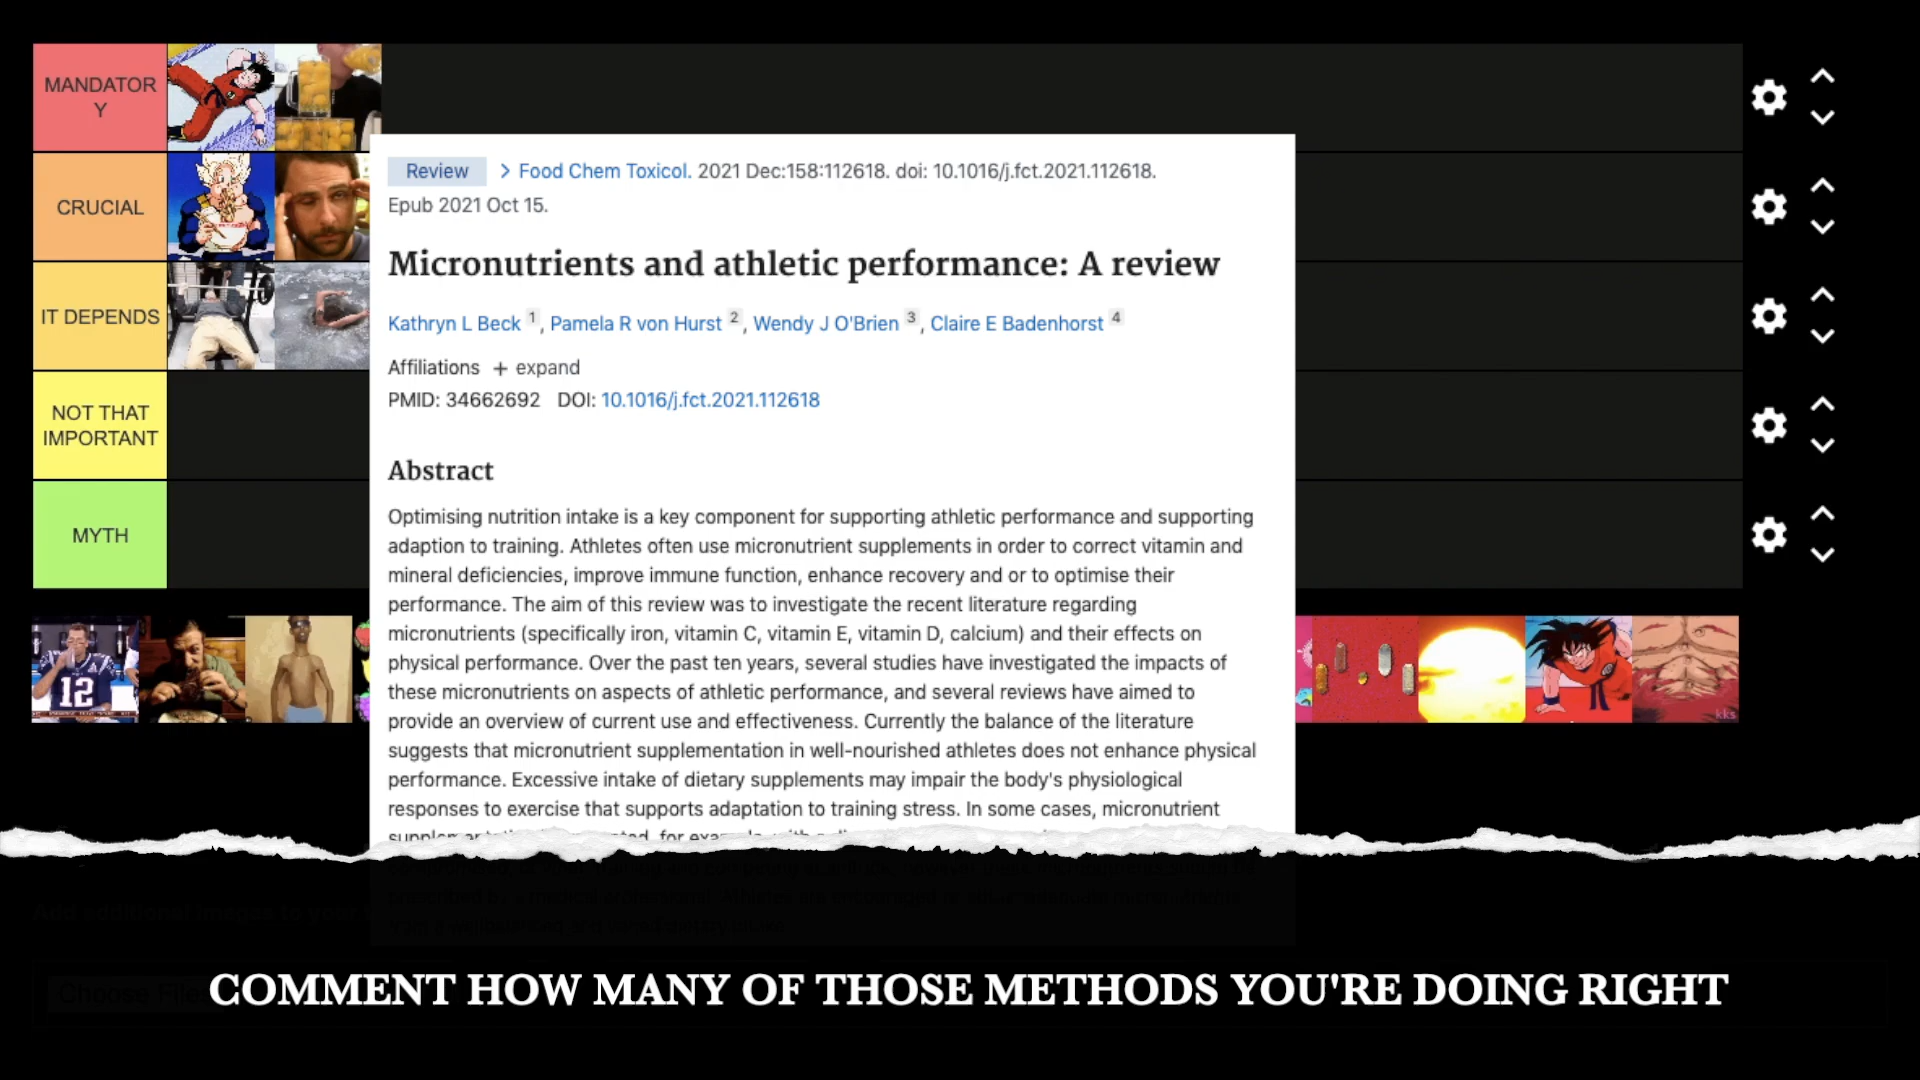 MANDATOR
Y
CRUCIAL
IT DEPENDS
NOT THAT
IMPORTANT
MYTH
Review > Food Chem Toxicol. 2021 Dec:158:112618. doi: 10.1016/j.fct.2021.112618.
Epub 2021 Oct 15.
Micronutrients and athletic performance: A review
Kathryn L Beck 1, Pamela R von Hurst 2, Wendy J O'Brien 3, Claire E Badenhorst 4
Affiliations + expand
PMID: 34662692 DOI: 10.1016/j.fct.2021.112618
Abstract
Optimising nutrition intake is a key component for supporting athletic performance and supporting
adaption to training. Athletes often use micronutrient supplements in order to correct vitamin and
mineral deficiencies, improve immune function, enhance recovery and or to optimise their
performance. The aim of this review was to investigate the recent literature regarding
micronutrients (specifically iron, vitamin C, vitamin E, vitamin D, calcium) and their effects on
physical performance. Over the past ten years, several studies have investigated the impacts of
these micronutrients on aspects of athletic performance, and several reviews have aimed to
provide an overview of current use and effectiveness. Currently the balance of the literature
suggests that micronutrient supplementation in well-nourished athletes does not enhance physical
performance. Excessive intake of dietary supplements may impair the body's physiological
responses to exercise that supports adaptation to training stress. In some cases, micronutrient
12
kks
Add additional images to your
Choose Files
COMMENT HOW MANY OF THOSE METHODS YOU'RE DOING RIGHT